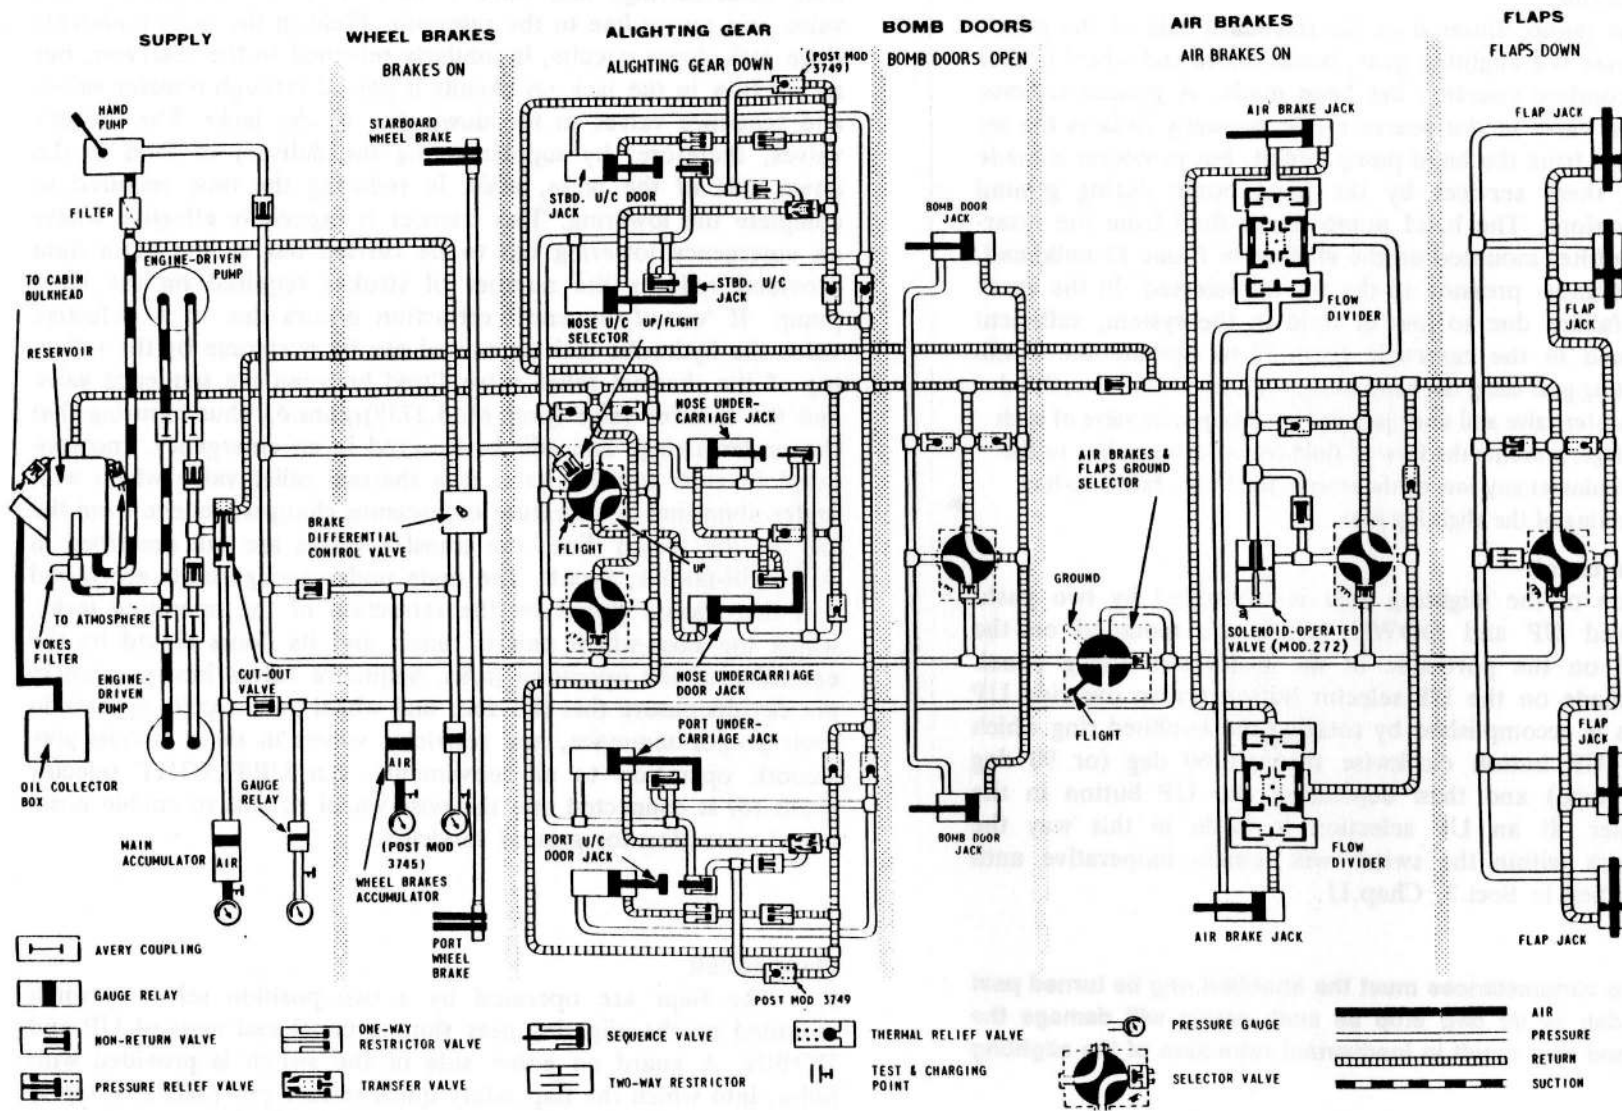 SUPPLY
WHEEL BRAKES
BRAKES ON
ALIGHTING GEAR
ALIGHTING GEAR DOWN
BOMB DOORS
BOMB DOORS OPEN
AIR BRAKES
AIR BRAKES ON
FLAPS
FLAPS DOWN
(POST MOD
3749)
HAND
PUMP
STARBOARD
WHEEL BRAKE
AIR BRAKE JACK
FLAP JACK
FILTER
STBD. U/C DOOR
JACK
BOMB DOOR
JACK
ENGINE-DRIVEN
PUMP
TO CABIN
BULKHEAD
STBD. U/C
JACK
FLOW
DIVIDER
FLAP
JACK
NOSE U/C UP/FLIGHT
SELECTOR
RESERVOIR
NOSE UNDER-
CARRIAGE JACK
AIR BRAKES &
FLAPS GROUND
SELECTOR
BRAKE
DIFFERENTIAL
CONTROL VALVE
FLIGHT
UP
GROUND
TO ATMOSPHERE
SOLENOID-OPERATED
VALVE (MOD.272)
VOKES
FILTER
ENGINE-
DRIVEN
PUMP
CUT-OUT
VALVE
NOSE UNDERCARRIAGE
DOOR JACK
PORT UNDER-
CARRIAGE JACK
FLIGHT
FLAP
JACK
AIR
OIL COLLECTOR
BOX
GAUGE
RELAY
MAIN
ACCUMULATOR
AIR
(POST MOD
3745)
WHEEL BRAKES
ACCUMULATOR
PORT U/C
DOOR JACK
BOMB DOOR
JACK
FLOW
DIVIDER
PORT
WHEEL
BRAKE
AIR BRAKE JACK
FLAP JACK
POST MOD 3749
AVERY COUPLING
GAUGE RELAY
NON-RETURN VALVE
PRESSURE RELIEF VALVE
ONE-WAY
RESTRICTOR VALVE
TRANSFER VALVE
SEQUENCE VALVE
TWO-WAY RESTRICTOR
THERMAL RELIEF VALVE
TEST & CHARGING
POINT
PRESSURE GAUGE
SELECTOR VALVE
AIR
PRESSURE
RETURN
SUCTION